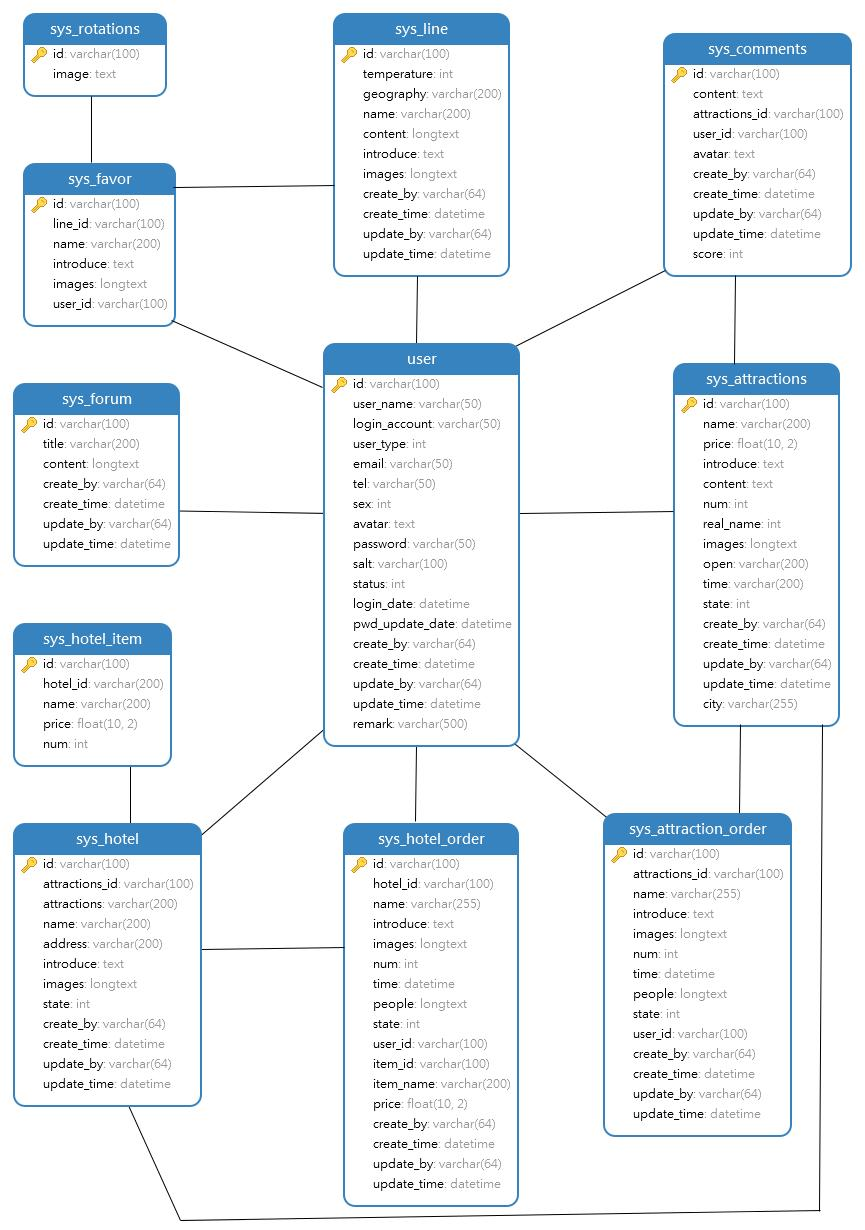 sys_rotations
id: varchar(100)
image: text
sys_line
id: varchar(100)
temperature: int
geography: varchar(200)
name: varchar(200)
content: longtext
introduce: text
images: longtext
create_by: varchar(64)
create_time: datetime
update_by: varchar(64)
update_time: datetime
sys_comments
id: varchar(100)
content: text
attractions_id: varchar(100)
user_id: varchar(100)
avatar: text
create_by: varchar(64)
create_time: datetime
update_by: varchar(64)
update_time: datetime
score: int
sys_favor
id: varchar(100)
line_id: varchar(100)
name: varchar(200)
introduce: text
images: longtext
user_id: varchar(100)
user
id: varchar(100)
user_name: varchar(50)
login_account: varchar(50)
user_type: int
email: varchar(50)
tel: varchar(50)
sex: int
avatar: text
password: varchar(50)
salt: varchar(100)
status: int
login_date: datetime
pwd_update_date: datetime
create_by: varchar(64)
create_time: datetime
update_by: varchar(64)
update_time: datetime
remark: varchar(500)
sys_attractions
id: varchar(100)
name: varchar(200)
price: float(10, 2)
introduce: text
content: text
num: int
real_name: int
images: longtext
open: varchar(200)
time: varchar(200)
state: int
create_by: varchar(64)
create_time: datetime
update_by: varchar(64)
update_time: datetime
city: varchar(255)
sys_forum
id: varchar(100)
title: varchar(200)
content: longtext
create_by: varchar(64)
create_time: datetime
update_by: varchar(64)
update_time: datetime
sys_hotel_item
id: varchar(100)
hotel_id: varchar(200)
name: varchar(200)
price: float(10, 2)
num: int
sys_hotel
id: varchar(100)
attractions_id: varchar(100)
attractions: varchar(200)
name: varchar(200)
address: varchar(200)
introduce: text
images: longtext
state: int
create_by: varchar(64)
create_time: datetime
update_by: varchar(64)
update_time: datetime
sys_hotel_order
id: varchar(100)
hotel_id: varchar(100)
name: varchar(255)
introduce: text
images: longtext
num: int
time: datetime
people: longtext
state: int
user_id: varchar(100)
item_id: varchar(100)
item_name: varchar(200)
price: float(10, 2)
create_by: varchar(64)
create_time: datetime
update_by: varchar(64)
update_time: datetime
sys_attraction_order
id: varchar(100)
attractions_id: varchar(100)
name: varchar(255)
introduce: text
images: longtext
num: int
time: datetime
people: longtext
state: int
user_id: varchar(100)
create_by: varchar(64)
create_time: datetime
update_by: varchar(64)
update_time: datetime